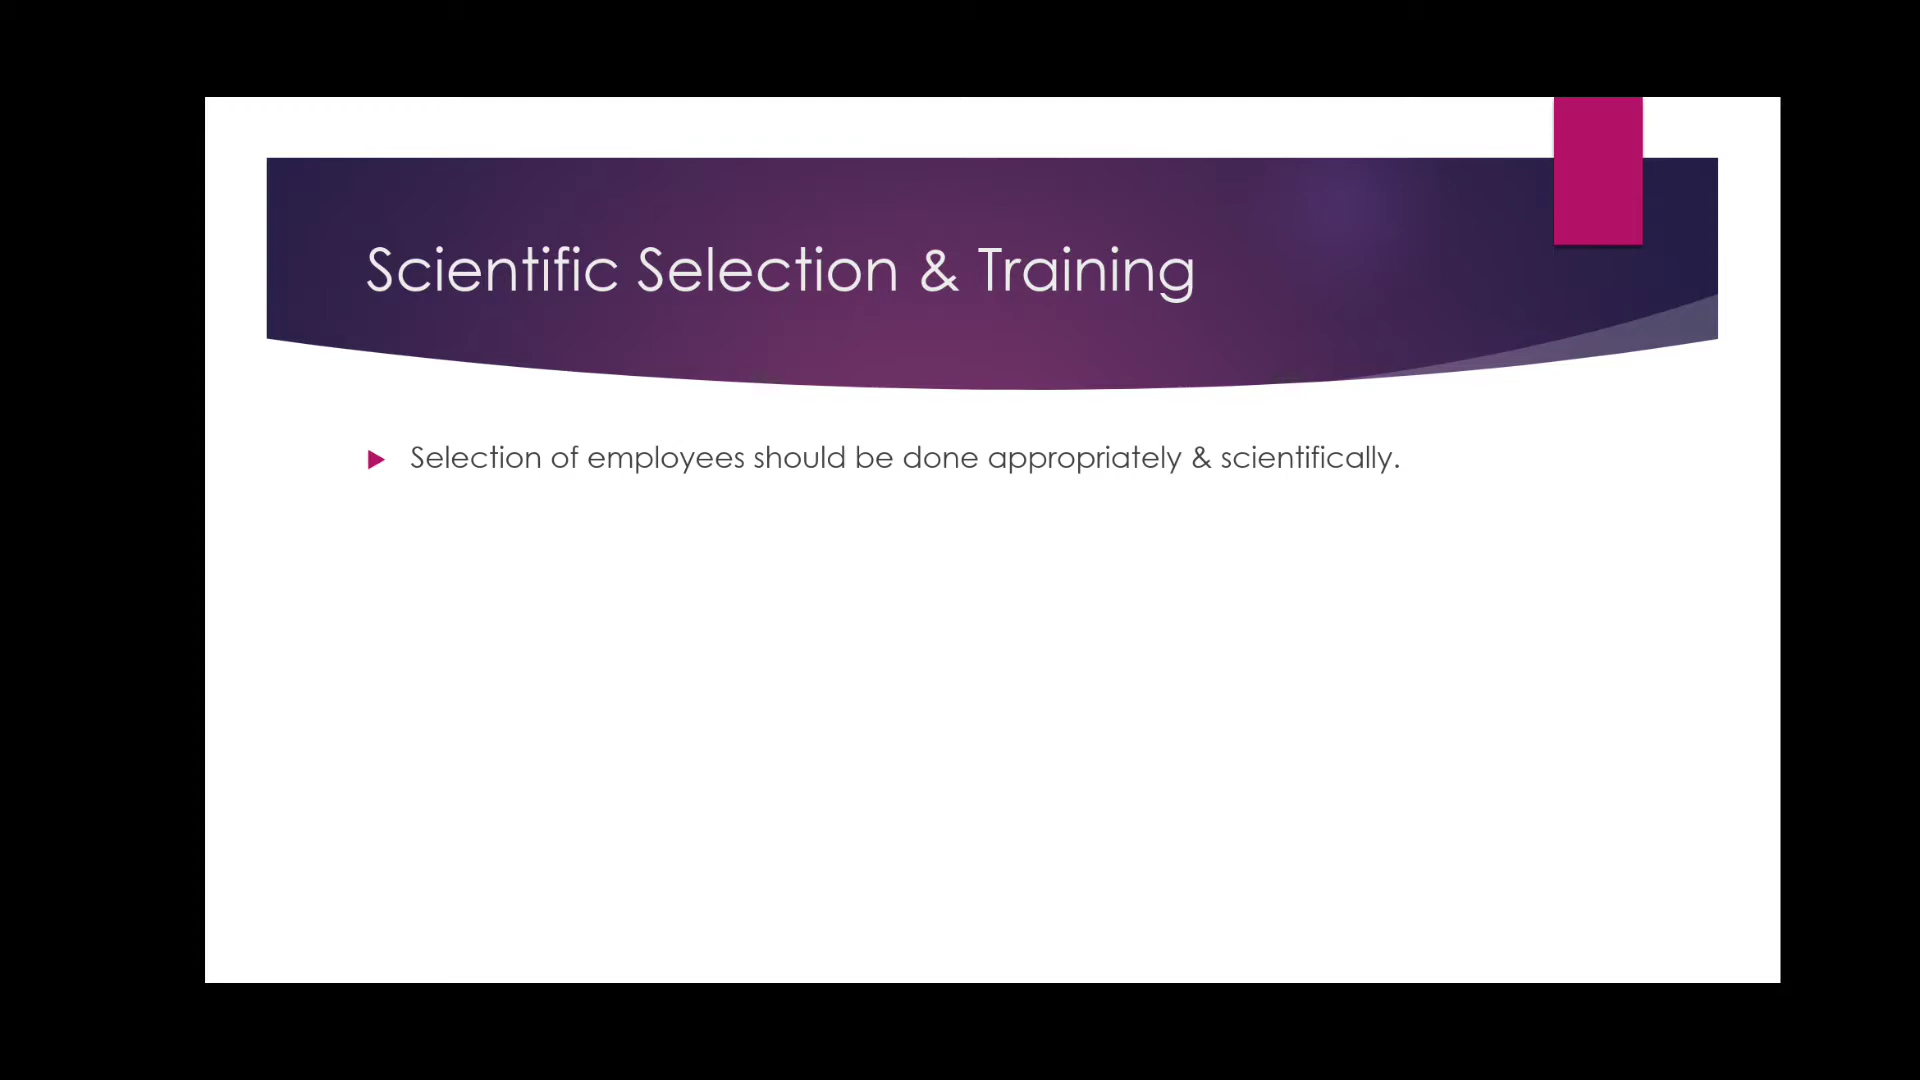 Scientific Selection & Training
Selection of employees should be done appropriately & scientifically.